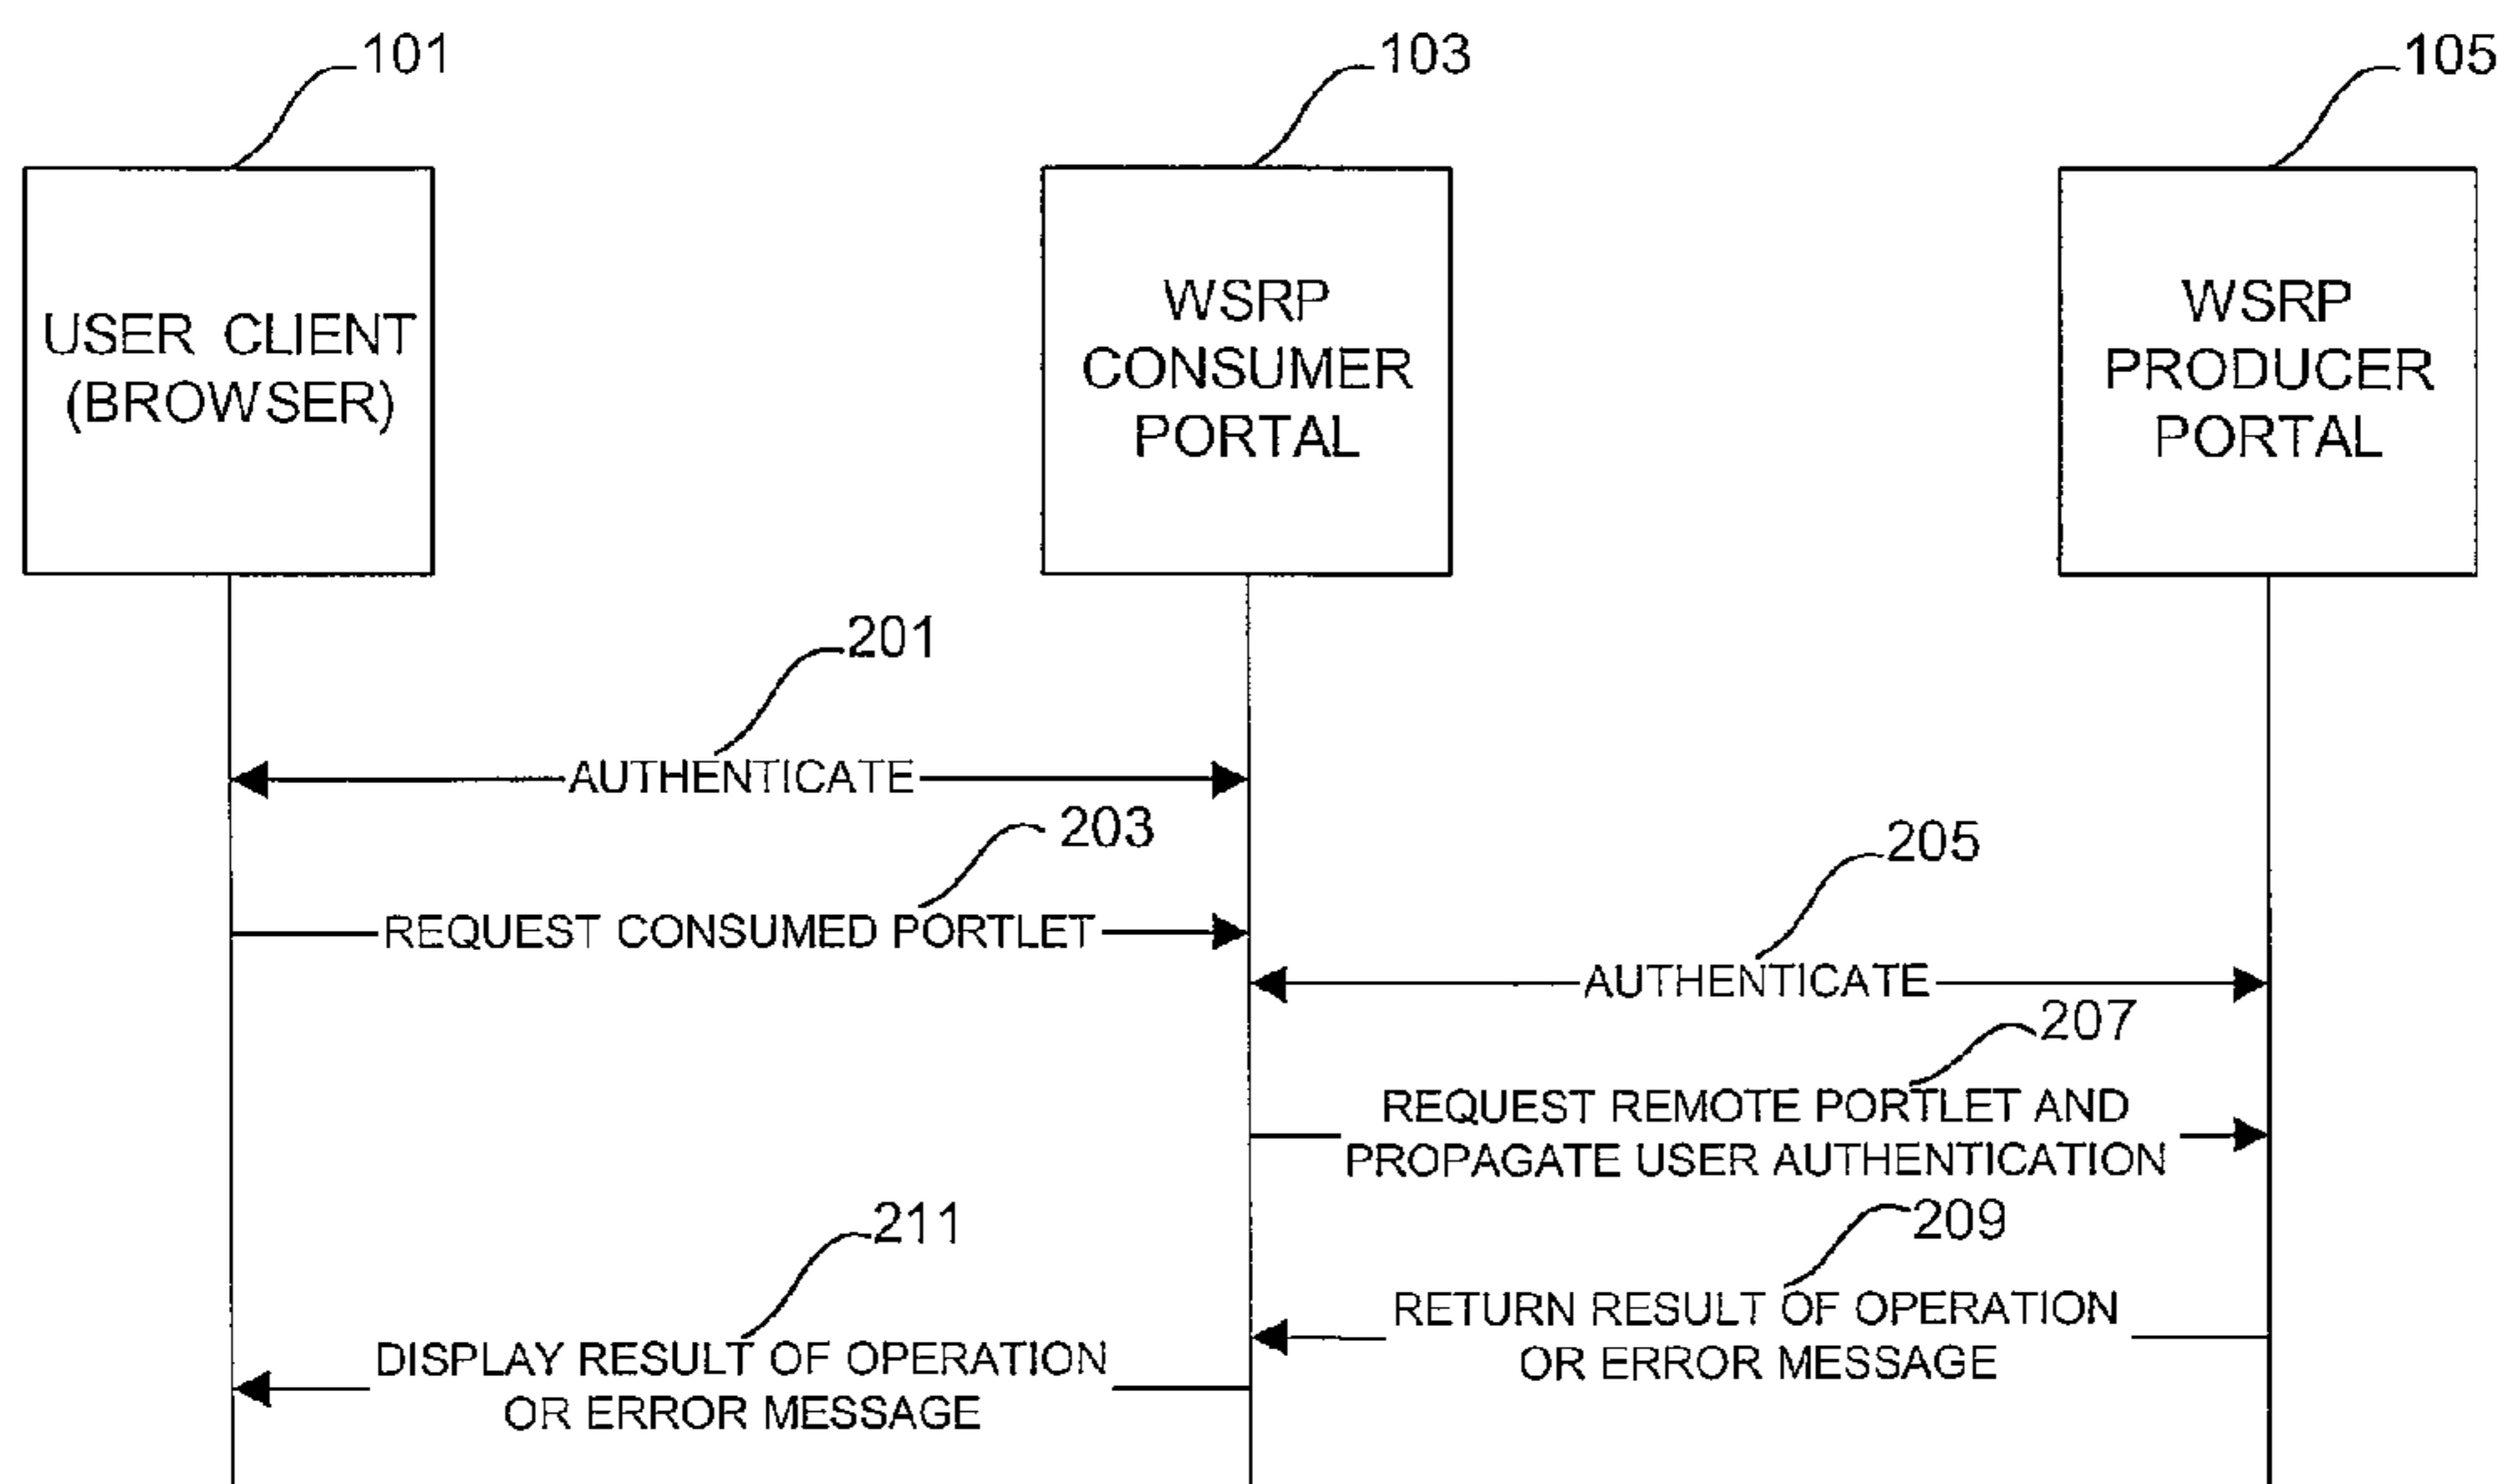 101
103
105
USER CLIENT
(BROWSER)
WSRP
CONSUMER
PORTAL
WSRP
PRODUCER
PORTAL
201
AUTHENTICATE
203
REQUEST CONSUMED PORTLET
205
AUTHENTICATE
207
REQUEST REMOTE PORTLET AND
PROPAGATE USER AUTHENTICATION
209
RETURN RESULT OF OPERATION
OR ERROR MESSAGE
211
DISPLAY RESULT OF OPERATION
OR ERROR MESSAGE